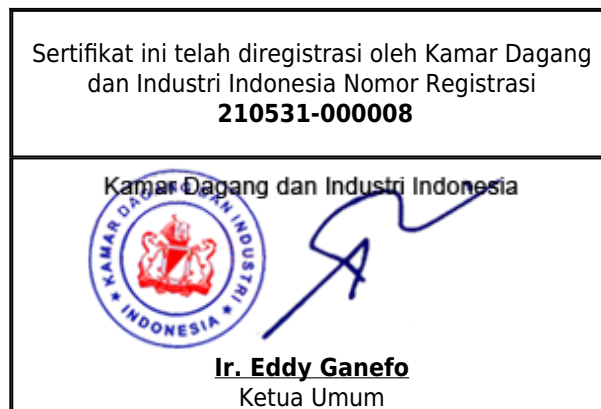 Sertifikat ini telah diregistrasi oleh Kamar Dagang
dan Industri Indonesia Nomor Registrasi
210531-000008
Kamar Dagang dan Industri Indonesia
KAMAR DAGANG DAN INDUSTRI
INDONESIA
Ir. Eddy Ganefo
Ketua Umum